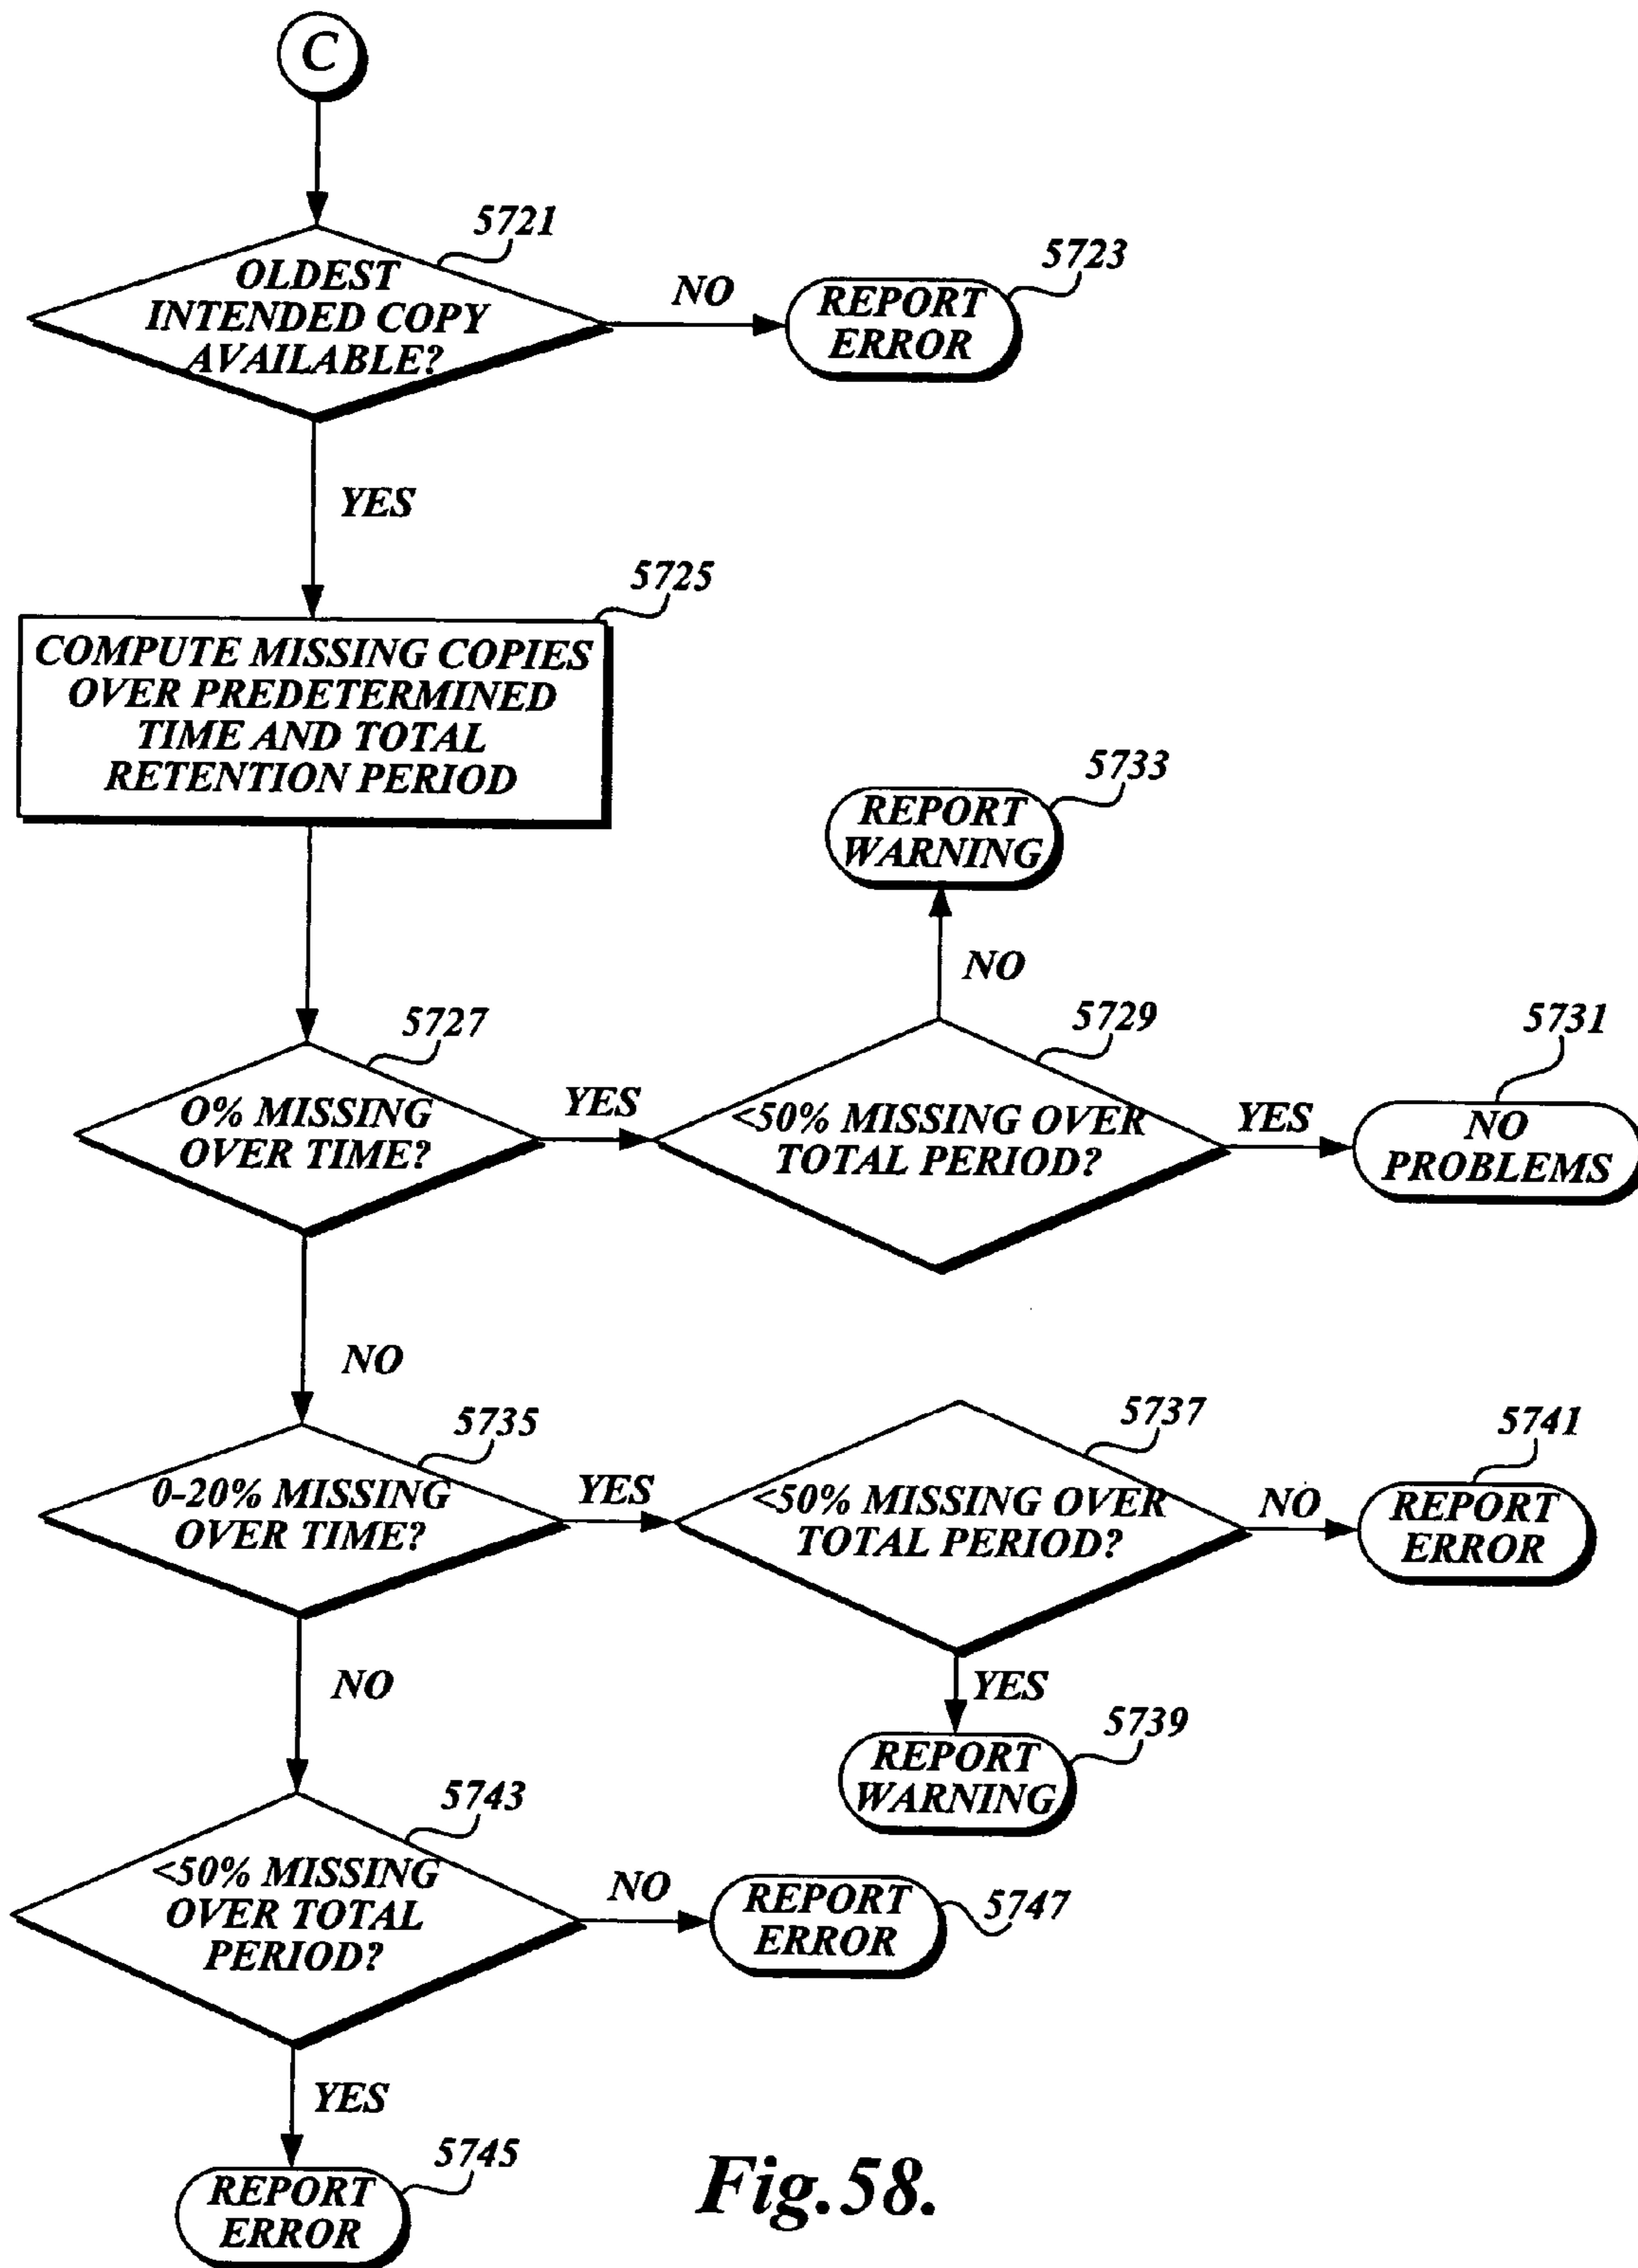 C
5721
OLDEST
INTENDED COPY
AVAILABLE?
NO
5723
REPORT
ERROR
YES
5725
COMPUTE MISSING COPIES
OVER PREDETERMINED
TIME AND TOTAL
RETENTION PERIOD
5733
REPORT
WARNING
NO
5727
O% MISSING
OVER TIME?
YES
5729
<50% MISSING OVER
TOTAL PERIOD?
YES
5731
NO
PROBLEMS
NO
5735
0-20% MISSING
OVER TIME?
YES
5737
<50% MISSING OVER
TOTAL PERIOD?
NO
5741
REPORT
ERROR
NO
YES
5739
REPORT
WARNING
5743
<50% MISSING
OVER TOTAL
PERIOD?
NO
REPORT
ERROR
5747
YES
5745
REPORT
ERROR
Fig.58.